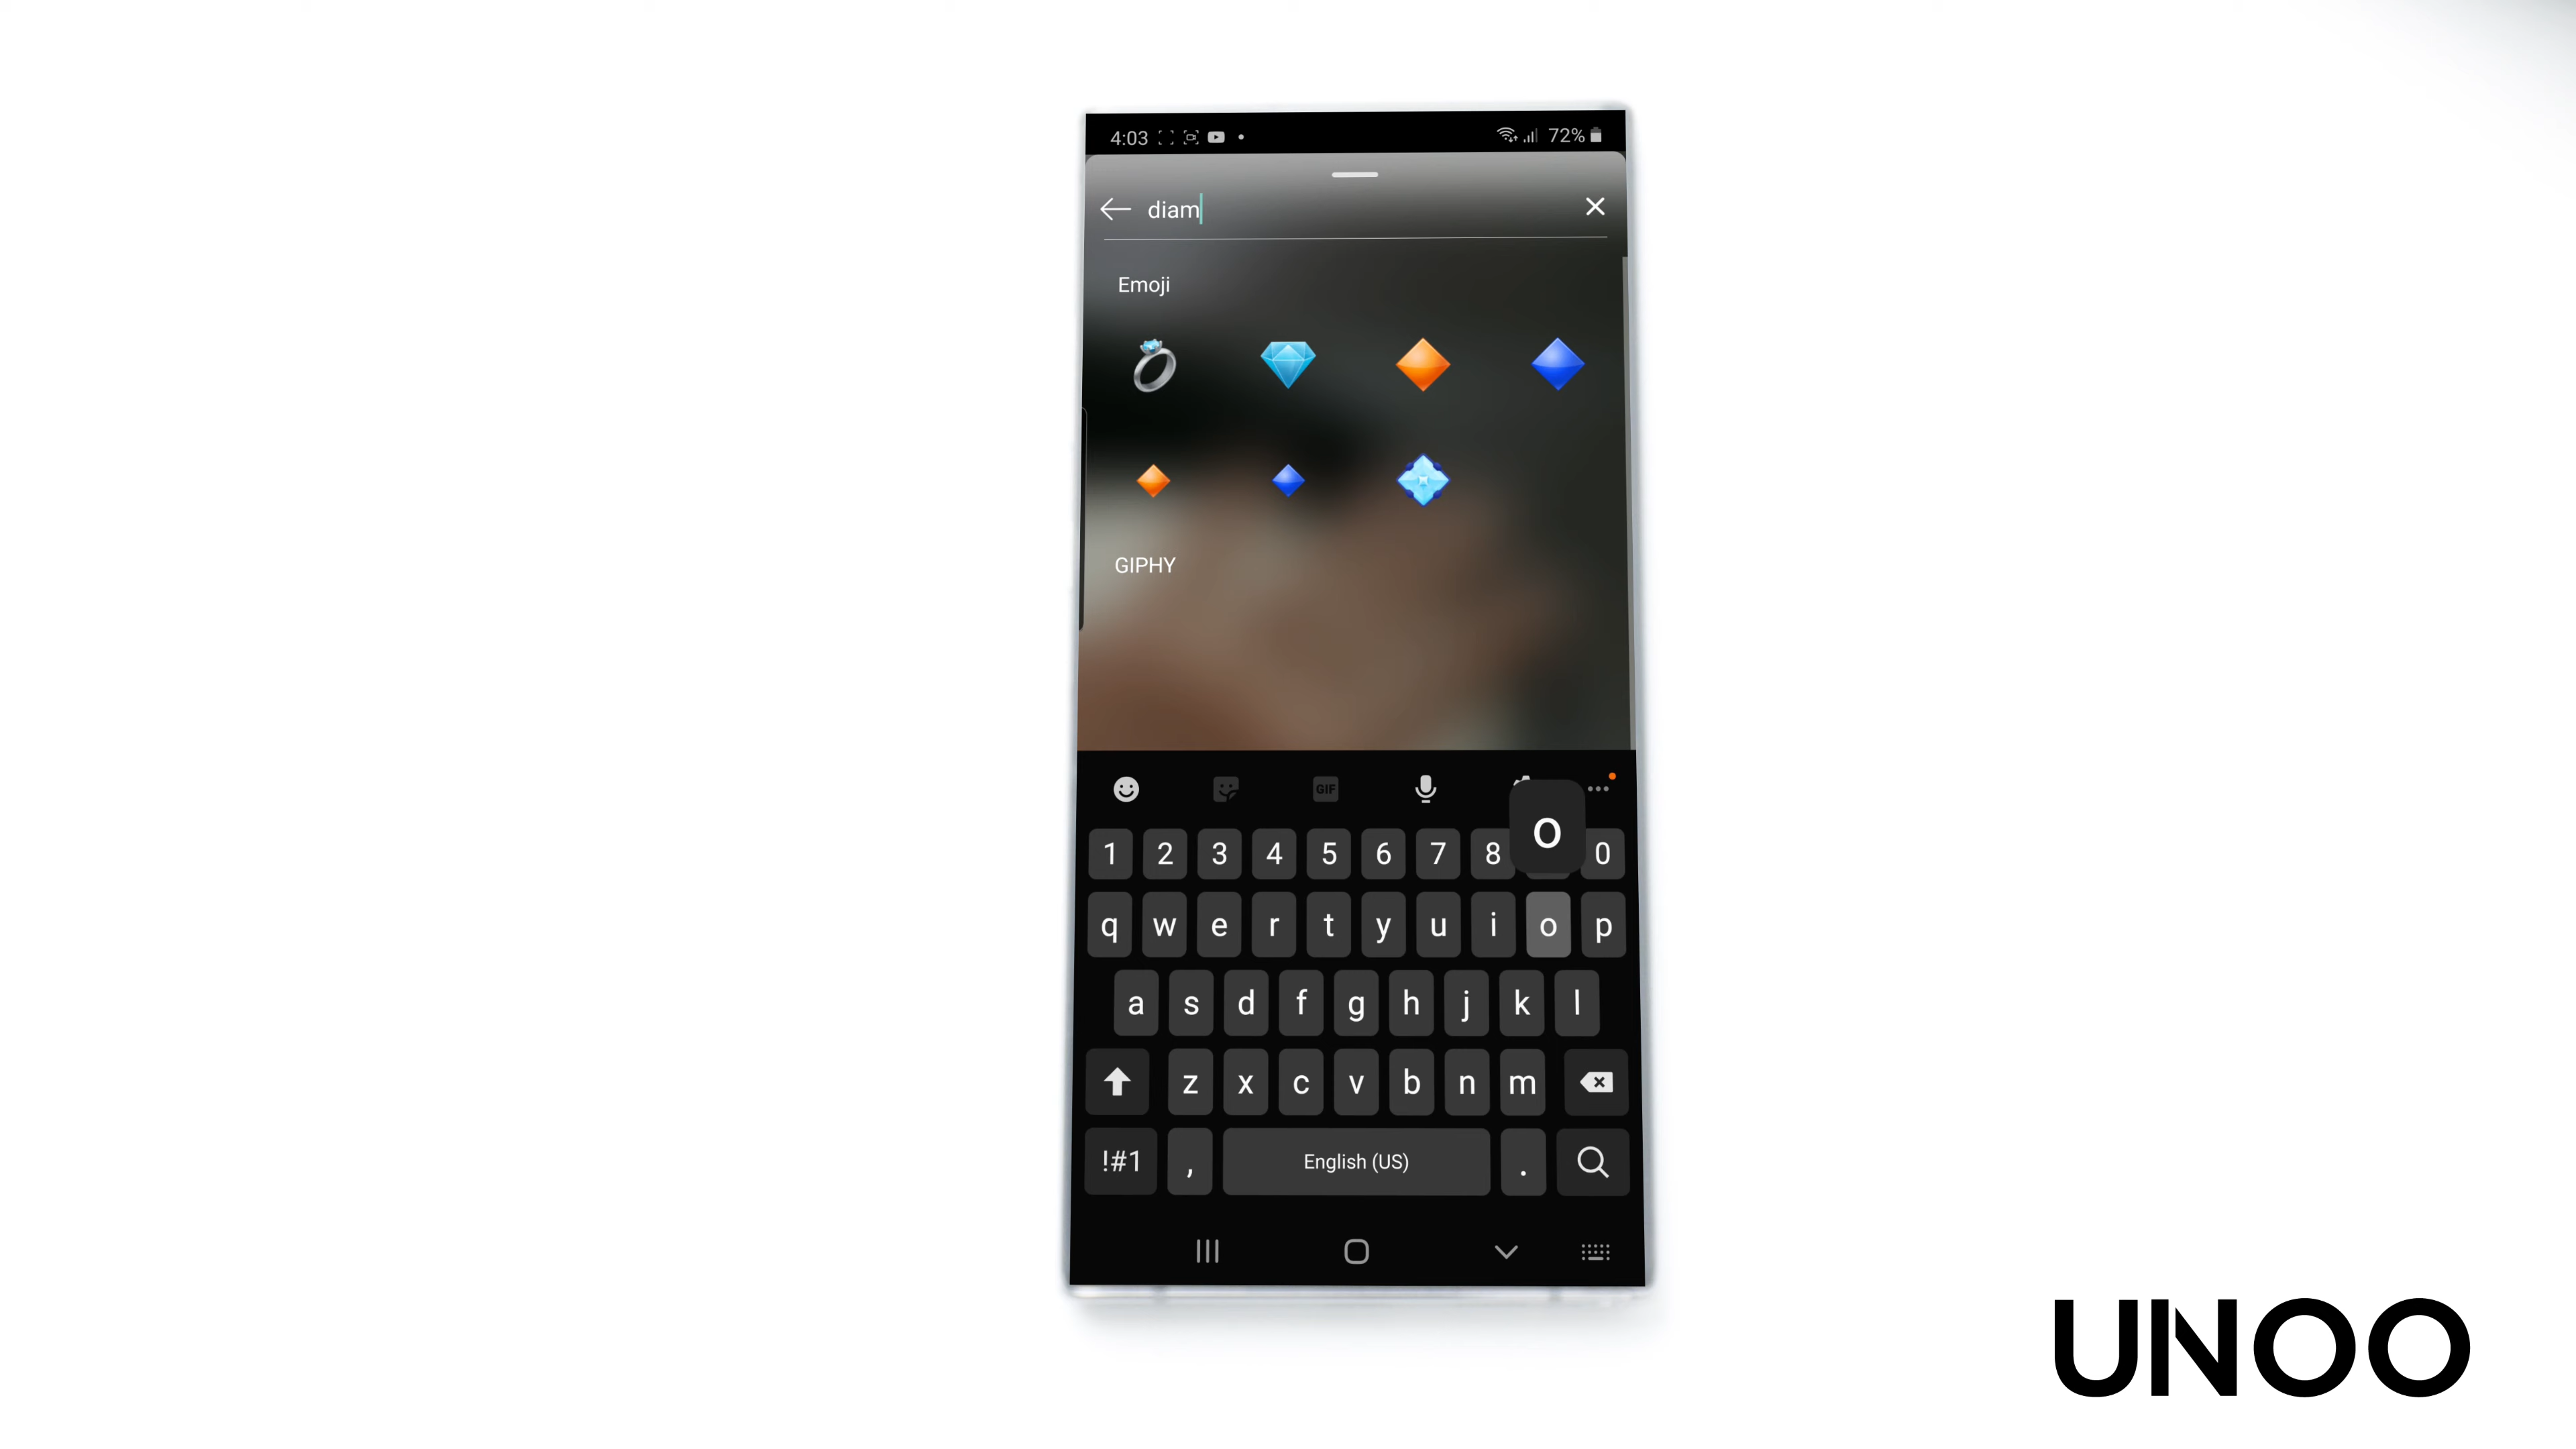 4:03
72%
diam
Emoji
GIPHY
GIF
o
1 2 3 4 5 6 7 8 0
q w e r t y u i o p
a s d f g h j k l
z x c v b n m
!#1 , English (US) .
UNOO